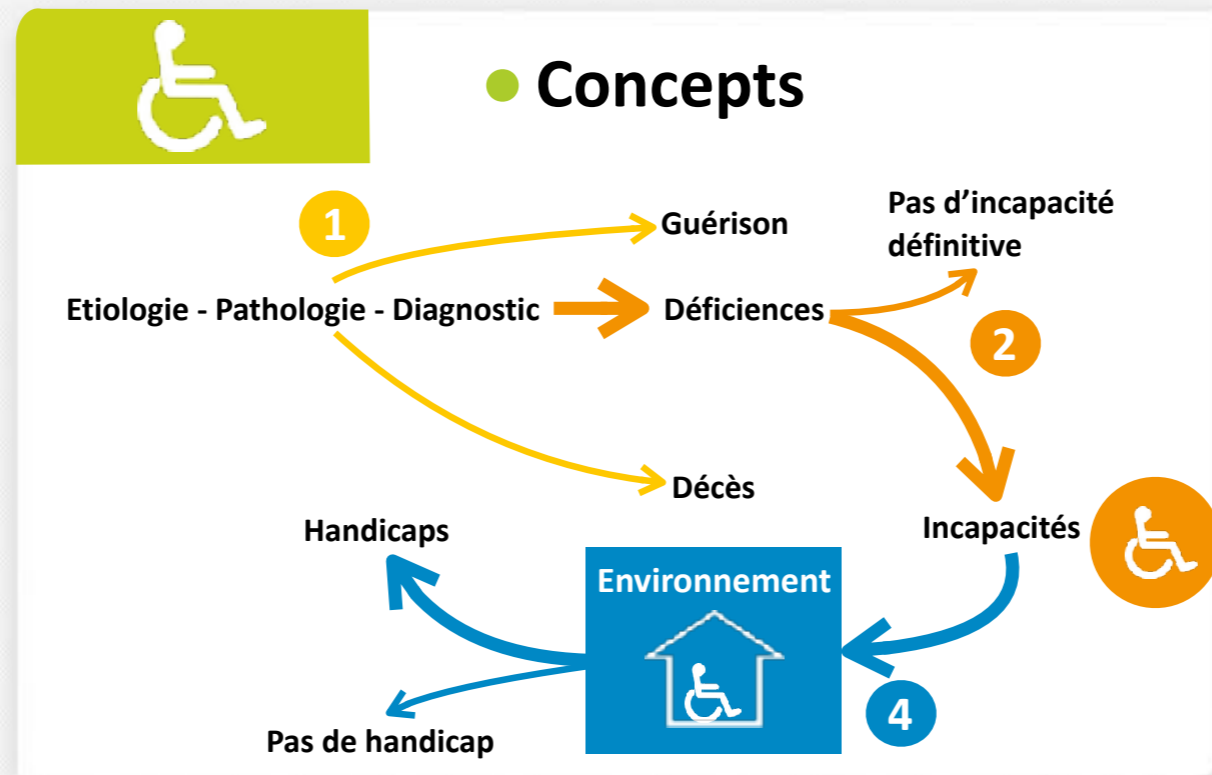 • Concepts
1
Guérison
Pas d’incapacité
définitive
Etiologie - Pathologie - Diagnostic
Déficiences
2
Décès
Handicaps
Incapacités
Environnement
4
Pas de handicap